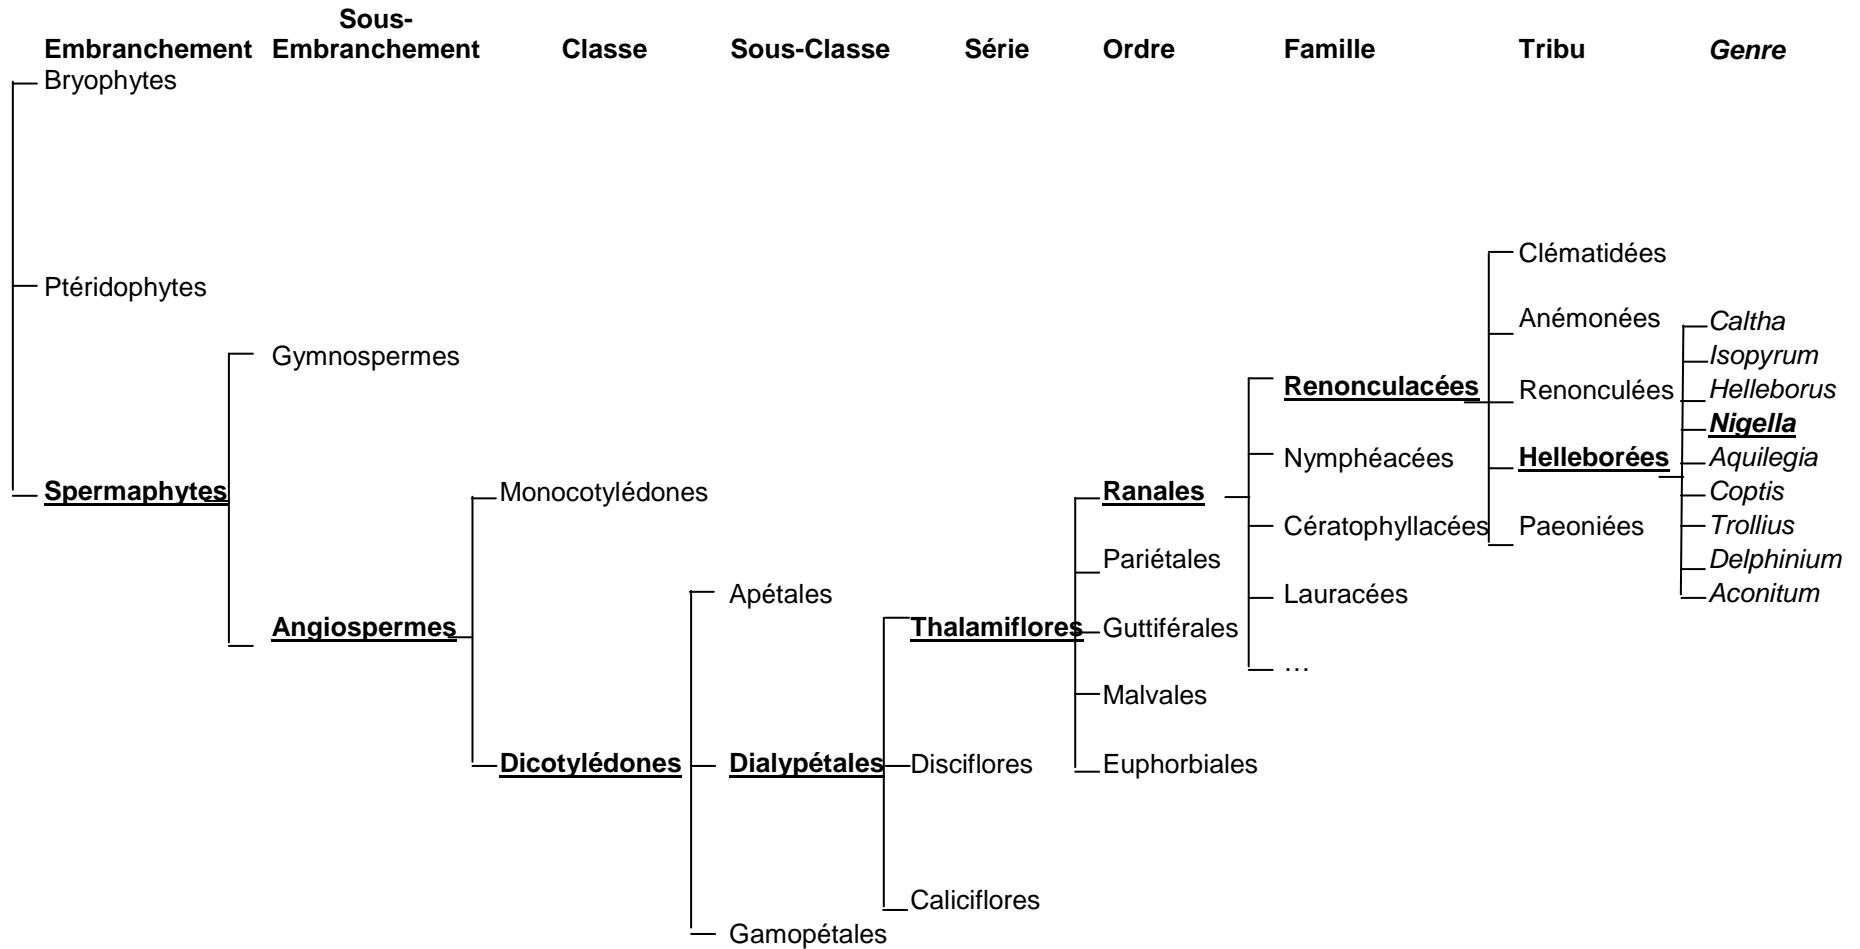 Sous-
Embranchement Embranchement Classe Sous-Classe Série Ordre Famille Tribu Genre
Bryophytes
Clématidées
Ptéridophytes
Anémonées
Caltha
Gymnospermes
Isopyrum
Renonculacées
Renonculées
Helleborus
Nigella
Nymphéacées
Helleborées
Aquilegia
Spermaphytes
Monocotylédones
Ranales
Coptis
Cératophyllacées
Paeoniées
Trollius
Pariétales
Delphinium
Apétales
Lauracées
Aconitum
Angiospermes
Thalamiflores
Guttiférales
…
Malvales
Dicotylédones
Dialypétales
Disciflores
Euphorbiales
Caliciflores
Gamopétales